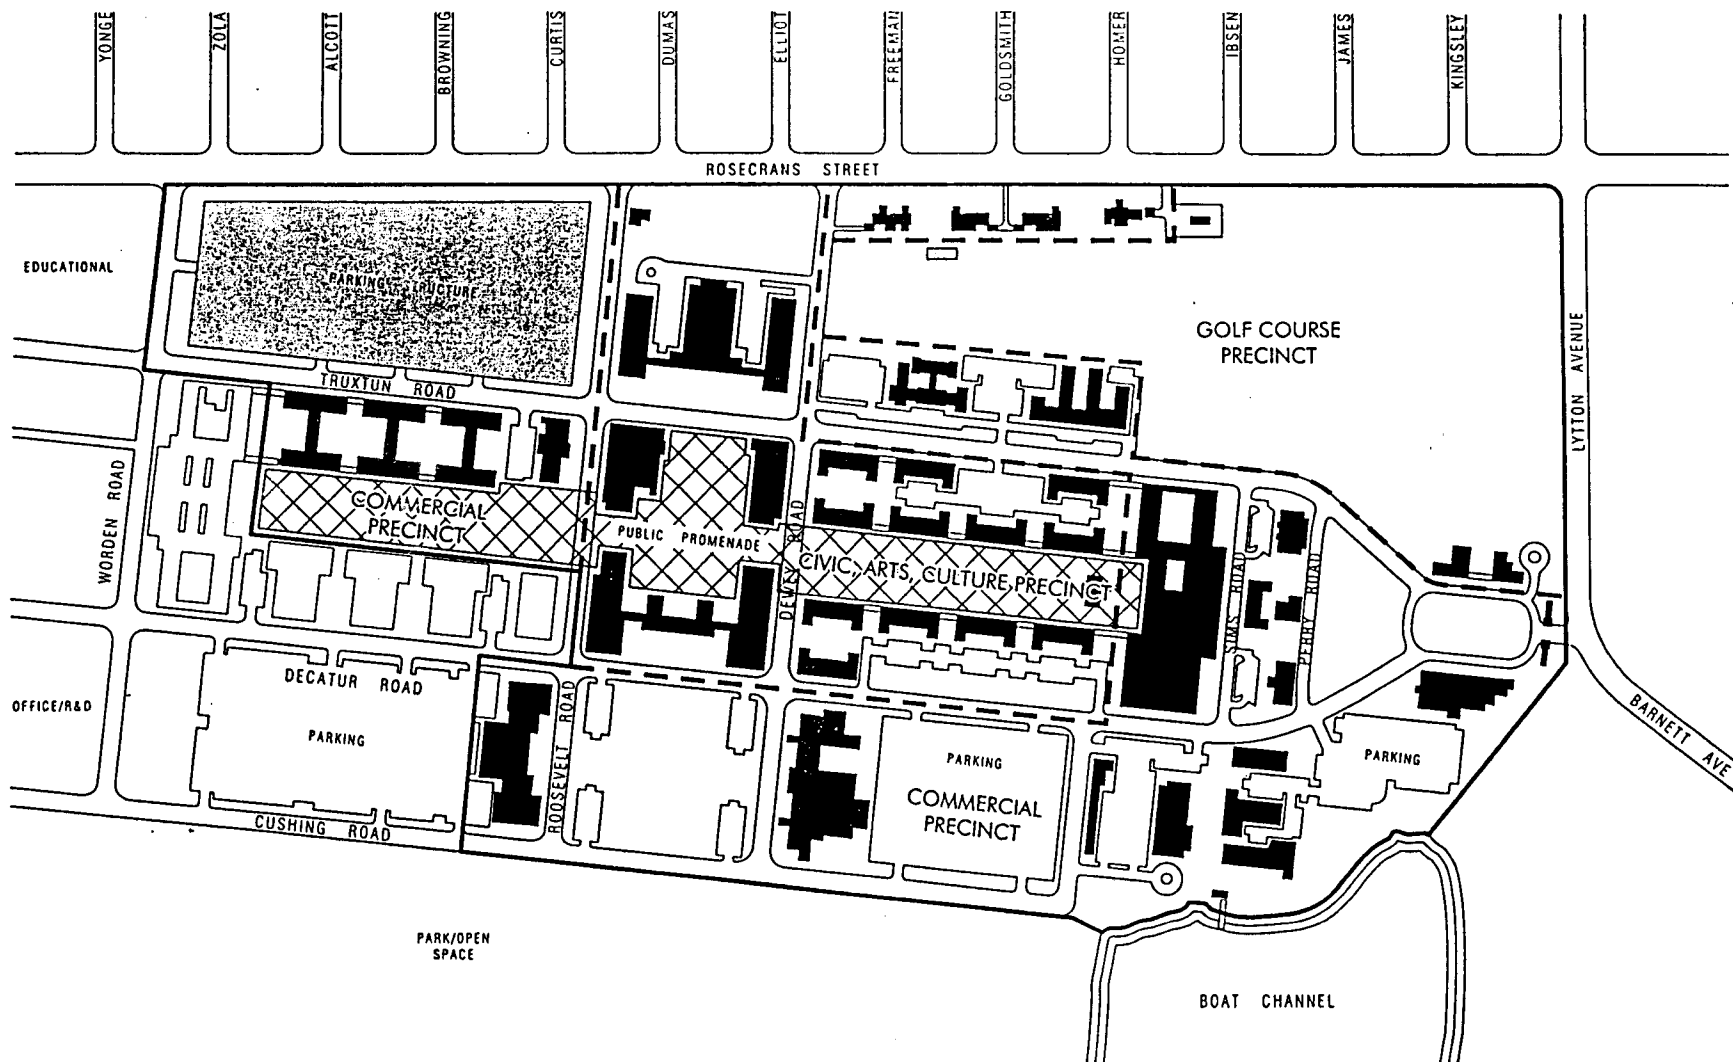 YONGE
ZOLA
ALCOTT
BROWNING
CURTIS
DUMAS
ELLIOT
FREEMAN
GOLDSMITH
HOMER
IBSEN
JAMES
KINGSLEY
ROSECRANS STREET
EDUCATIONAL
PARKING STRUCTURE
GOLF COURSE
PRECINCT
LYTTON AVENUE
TRUXTUN ROAD
WORDEN ROAD
COMMERCIAL
PRECINCT
PUBLIC PROMENADE
DEWEY ROAD
CIVIC, ARTS, CULTURE PRECINCT
SIMS ROAD
PERRY ROAD
DECATUR ROAD
OFFICE/R&D
PARKING
ROOSEVELT ROAD
PARKING
COMMERCIAL
PRECINCT
PARKING
BARNETT AVE
CUSHING ROAD
PARK/OPEN
SPACE
BOAT CHANNEL